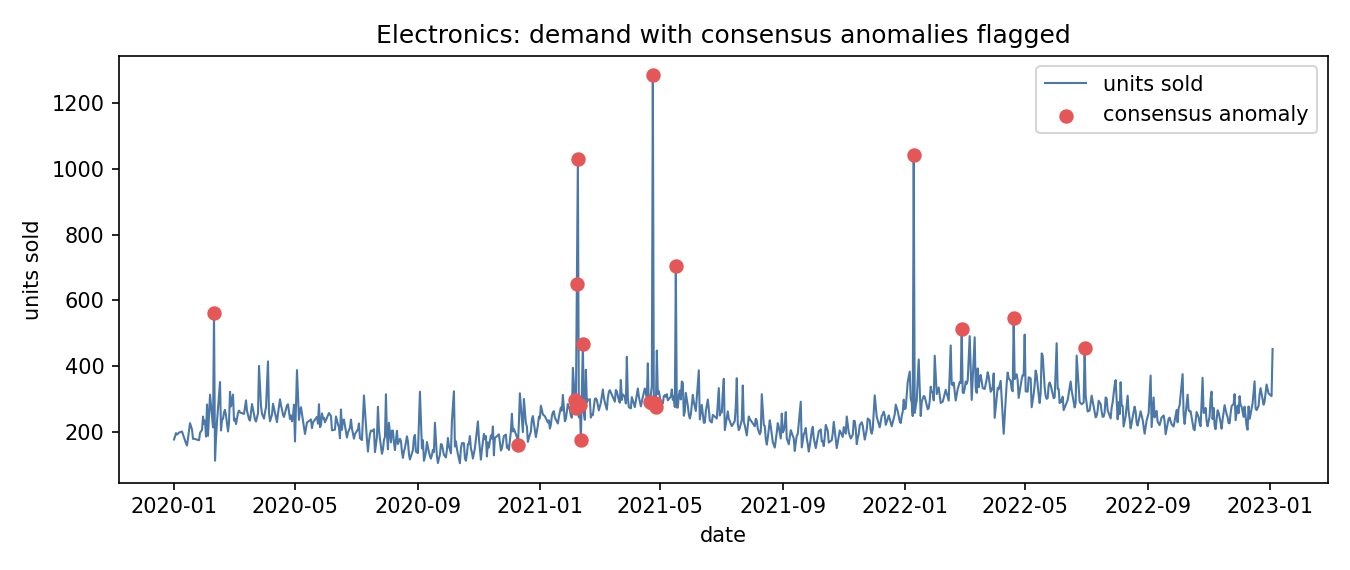 Electronics: demand with consensus anomalies flagged
units sold
consensus anomaly
units sold
1200
1000
800
600
400
200
2020-01 2020-05 2020-09 2021-01 2021-05 2021-09 2022-01 2022-05 2022-09 2023-01
date